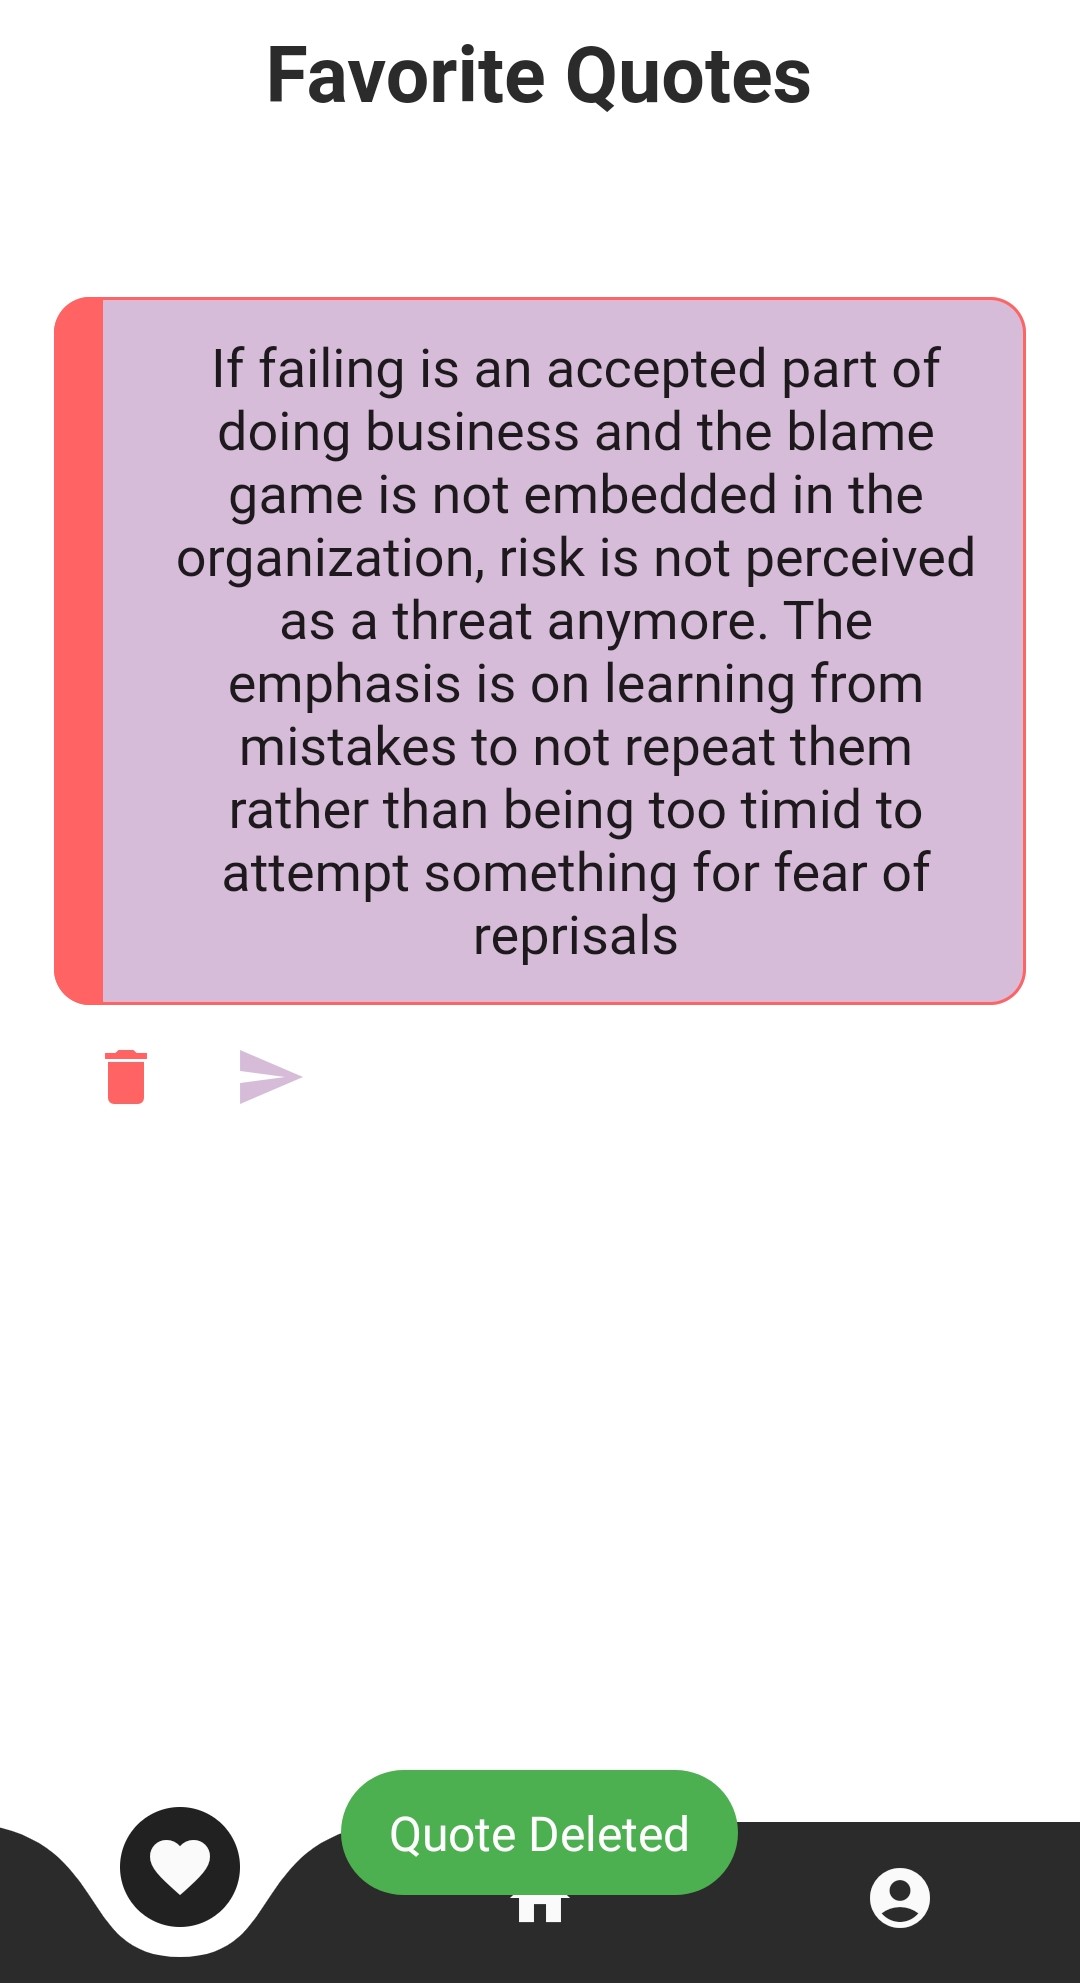 Favorite Quotes
If failing is an accepted part of
doing business and the blame
game is not embedded in the
organization, risk is not perceived
as a threat anymore. The
emphasis is on learning from
mistakes to not repeat them
rather than being too timid to
attempt something for fear of
reprisals
Quote Deleted